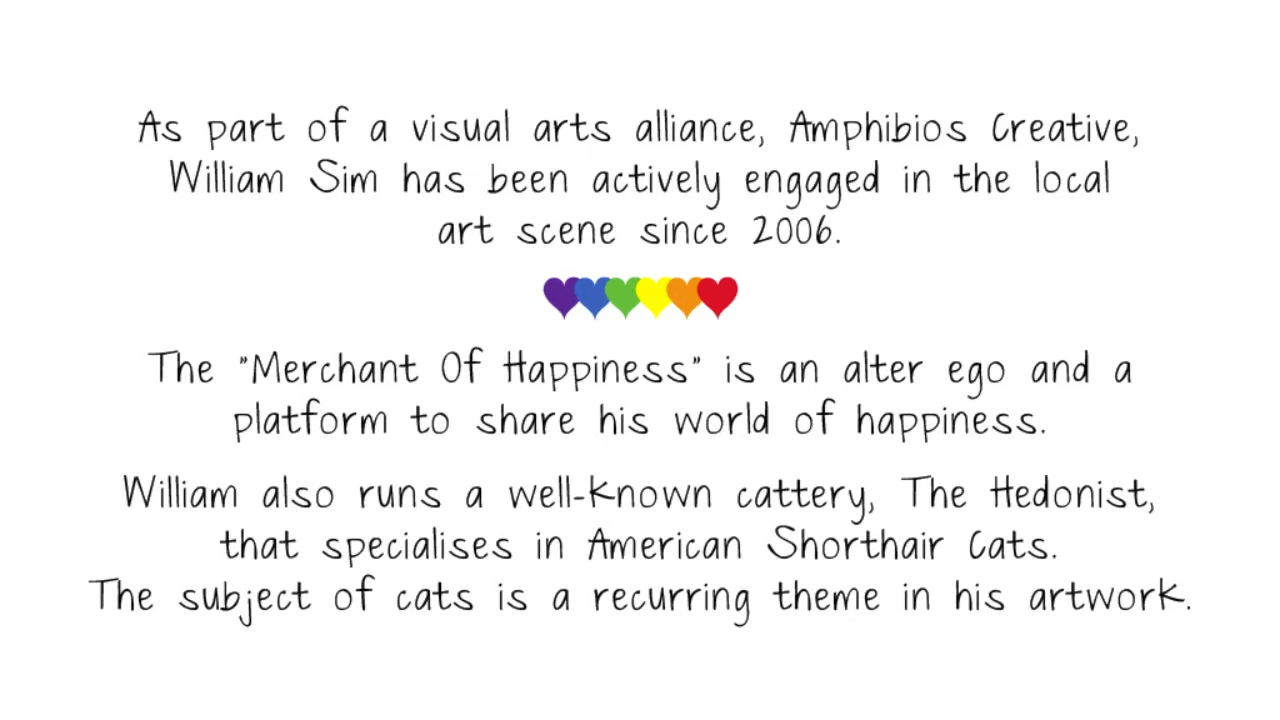 As part of a visual arts alliance, Amphibios Creative,
William Sim has been actively engaged in the local
art scene since 2006.
The "Merchant Of Happiness" is an alter ego and a
platform to share his world of happiness.
William also runs a well-known cattery, The Hedonist,
that specialises in American Shorthair Cats.
The subject of cats is a recurring theme in his artwork.